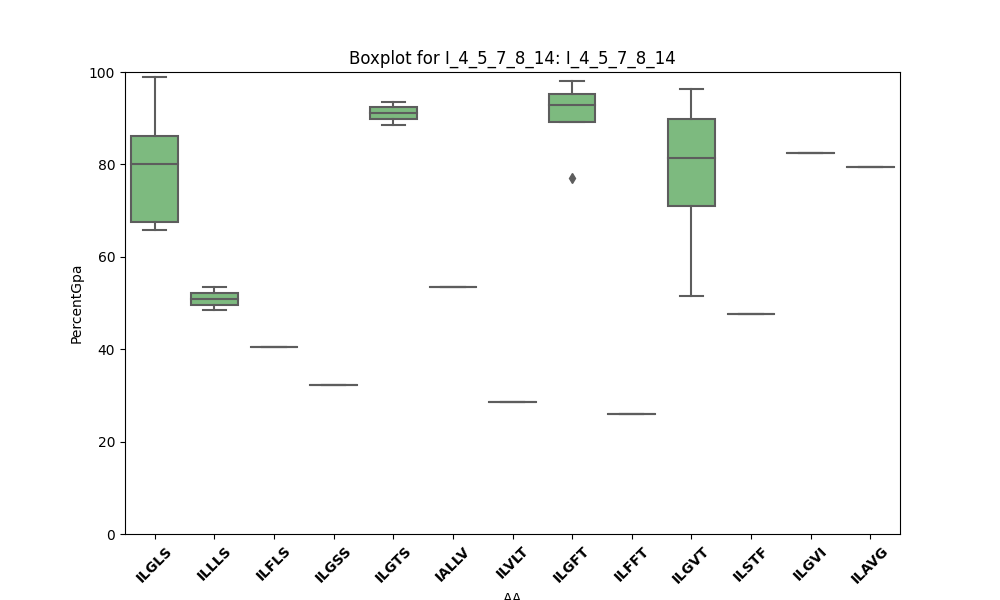 Boxplot for I_4_5_7_8_14: I_4_5_7_8_14
100
80
60
40
20
0
PercentGpa
ILGLS
ILLLS
ILFLS
ILGSS
ILGTS
IALLV
ILVLT
ILGFT
ILFFT
ILGVT
ILSTF
ILGVI
ILAVG
AA